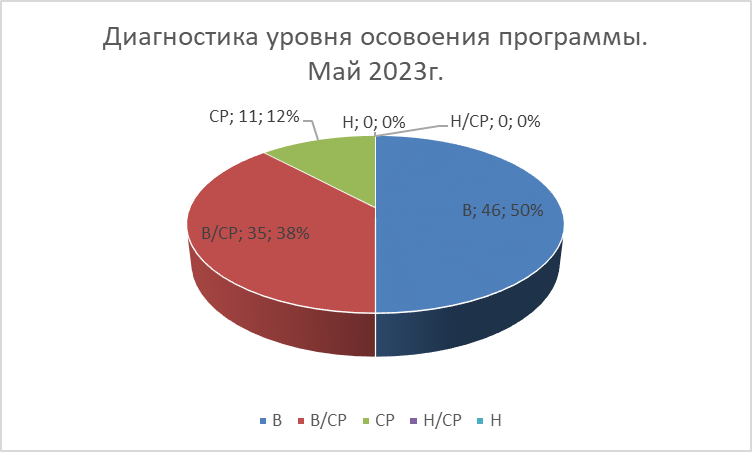 Диагностика уровня осовоения программы.
Май 2023г.
СР; 11; 12%
Н; 0; 0%
Н/СР; 0; 0%
В; 46; 50%
В/СР; 35; 38%
В В/СР СР Н/СР Н